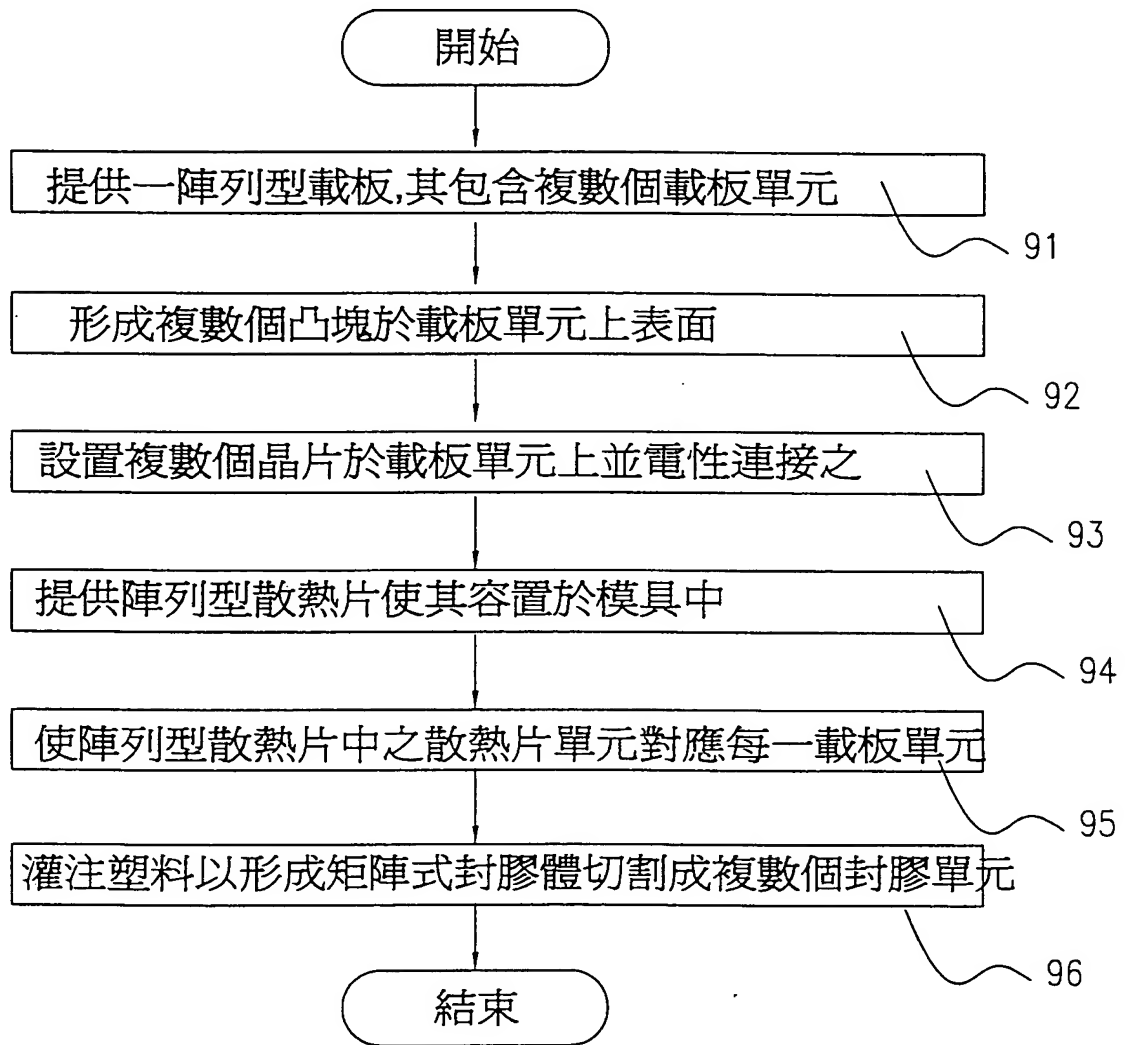 開始
提供一陣列型載板,其包含複數個載板單元
91
形成複數個凸塊於載板單元上表面
92
設置複數個晶片於載板單元上並電性連接之
93
提供陣列型散熱片使其容置於模具中
94
使陣列型散熱片中之散熱片單元對應每一載板單元
95
灌注塑料以形成矩陣式封膠體切割成複數個封膠單元
96
結束